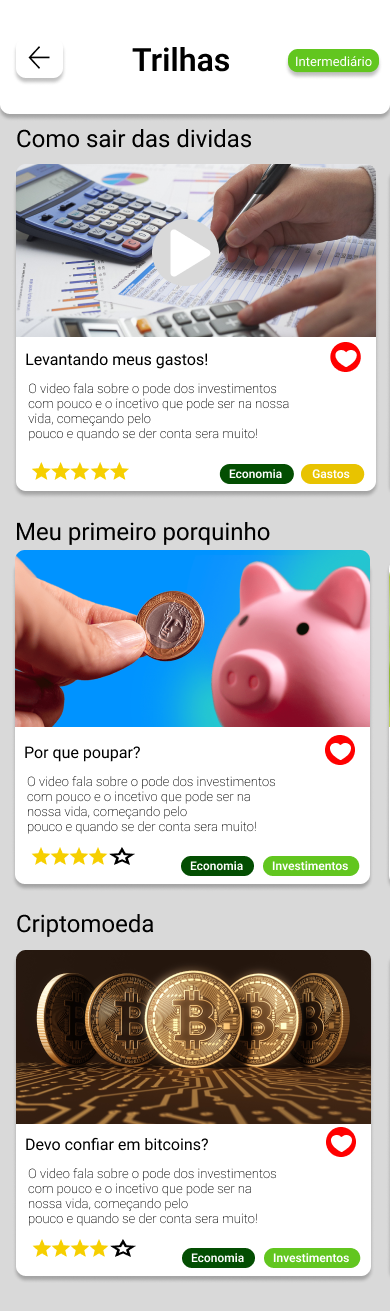 Trilhas
Intermediário
Como sair das dividas
Levantando meus gastos!
O video fala sobre o pode dos investimentos
com pouco e o incetivo que pode ser na nossa
vida, começando pelo
pouco e quando se der conta sera muito!
Economia
Gastos
Meu primeiro porquinho
Por que poupar?
O video fala sobre o pode dos investimentos
com pouco e o incetivo que pode ser na
nossa vida, começando pelo
pouco e quando se der conta sera muito!
Economia
Investimentos
Criptomoeda
Devo confiar em bitcoins?
O video fala sobre o pode dos investimentos
com pouco e o incetivo que pode ser na
nossa vida, começando pelo
pouco e quando se der conta sera muito!
Economia
Investimentos